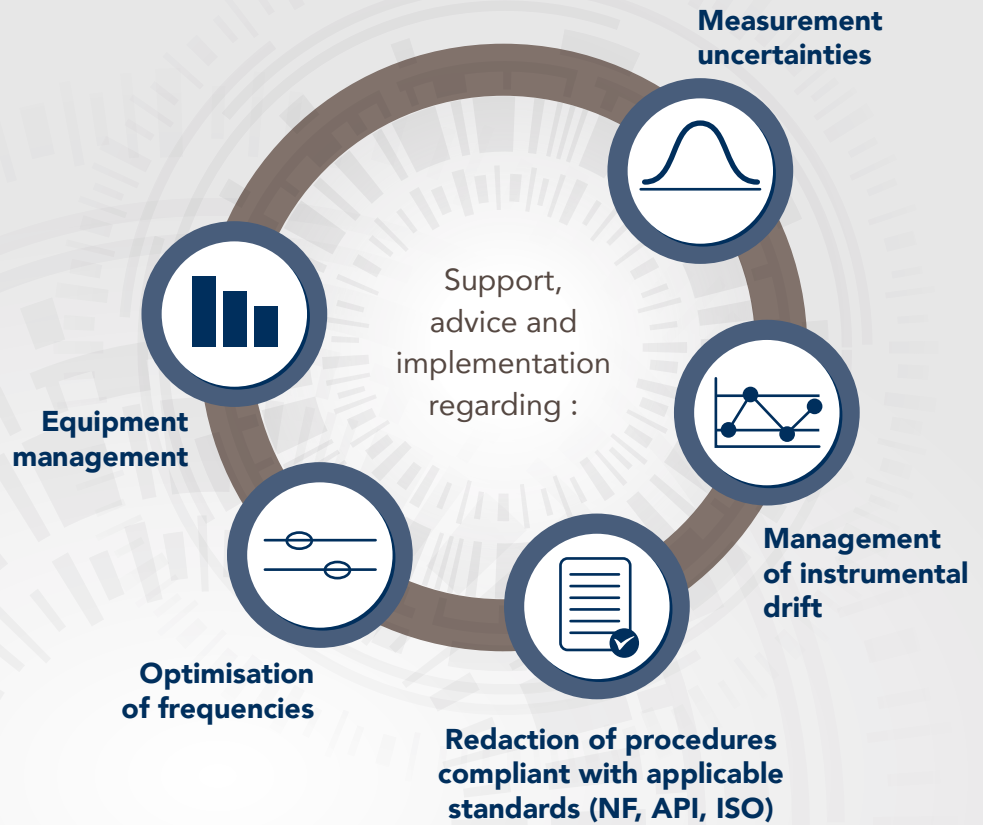 Measurement
uncertainties
Support,
advice and
implementation
regarding :
Equipment
management
Management
of instrumental
drift
Optimisation
of frequencies
Redaction of procedures
compliant with applicable
standards (NF, API, ISO)